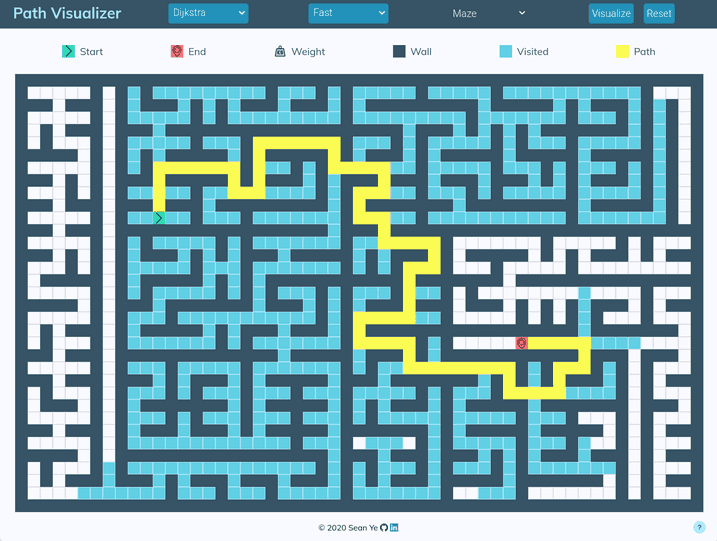 Path Visualizer Dijkstra Fast Maze Visualize Reset
Start End Weight Wall Visited Path
© 2020 Sean Ye
?